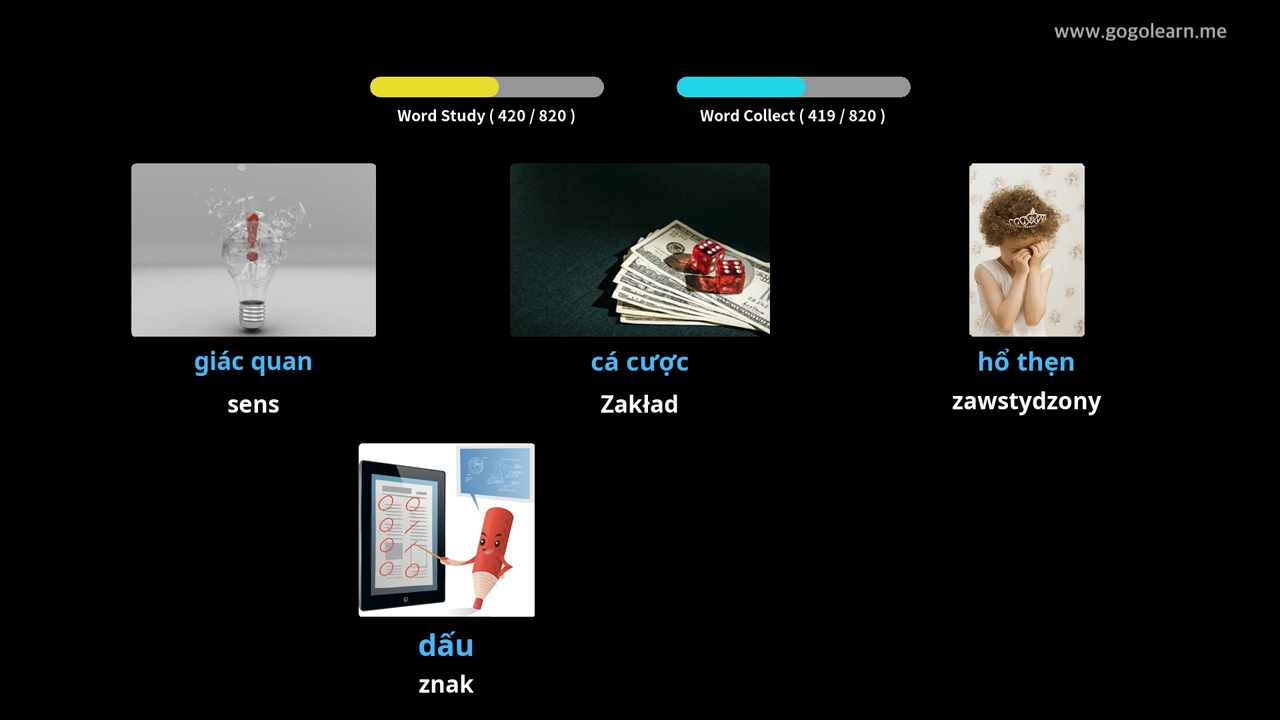 www.gogolearn.me
Word Study ( 420 / 820 )
Word Collect ( 419 / 820 )
giác quan
sens
cá cược
Zakład
hổ thẹn
zawstydzony
dấu
znak